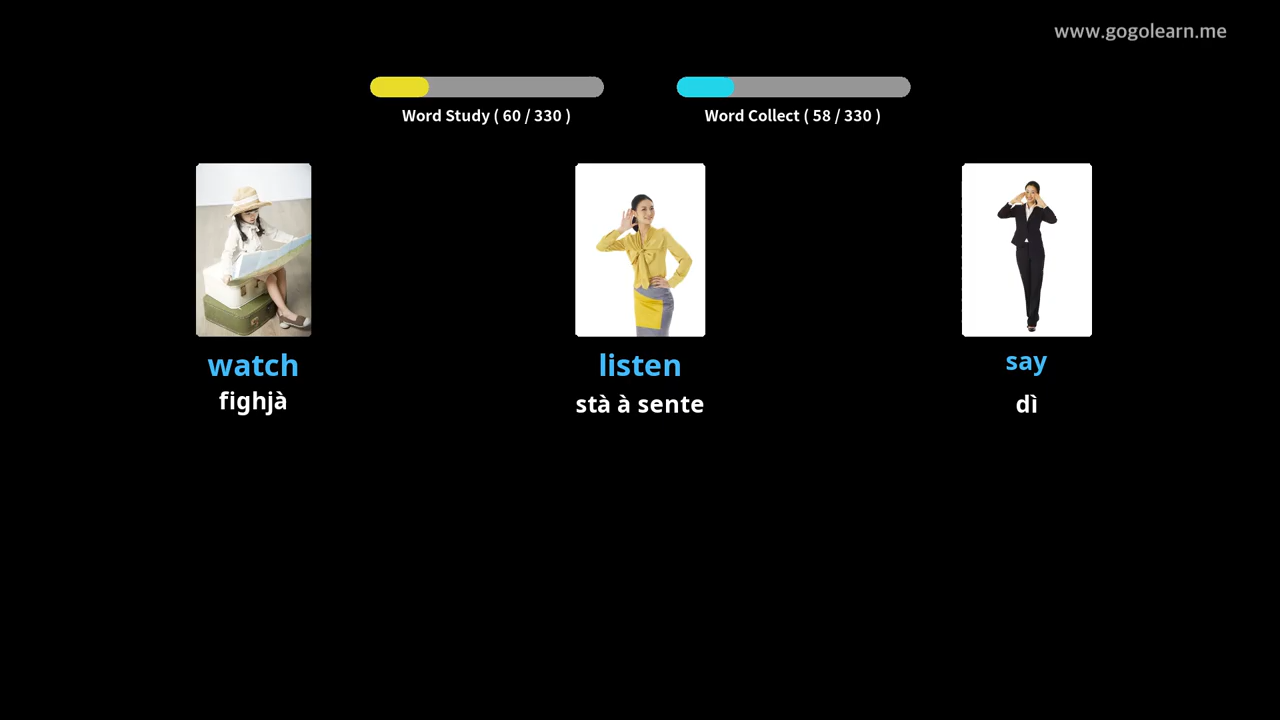 www.gogolearn.me
Word Study ( 60 / 330 )
Word Collect ( 58 / 330 )
watch
fighjà
listen
stà à sente
say
dì